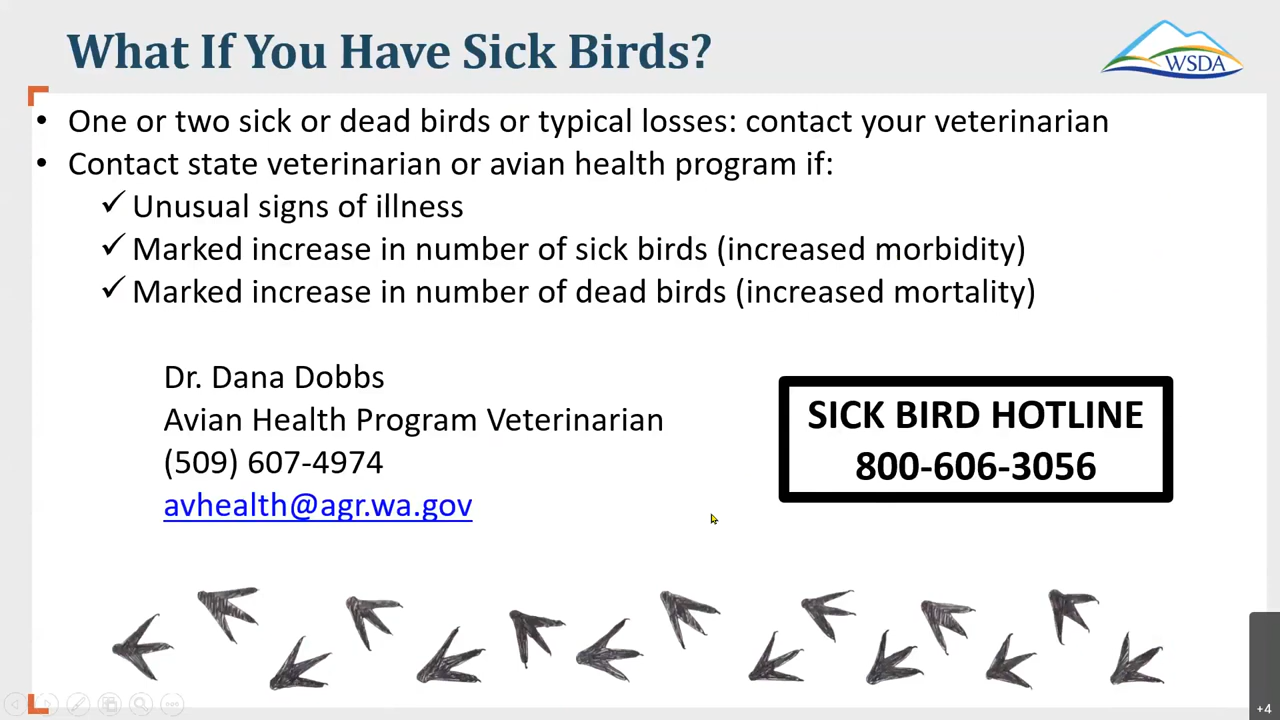 What If You Have Sick Birds?
WSDA
• One or two sick or dead birds or typical losses: contact your veterinarian
• Contact state veterinarian or avian health program if:
✓ Unusual signs of illness
✓ Marked increase in number of sick birds (increased morbidity)
✓ Marked increase in number of dead birds (increased mortality)
Dr. Dana Dobbs
Avian Health Program Veterinarian
(509) 607-4974
avhealth@agr.wa.gov
SICK BIRD HOTLINE
800-606-3056
+4